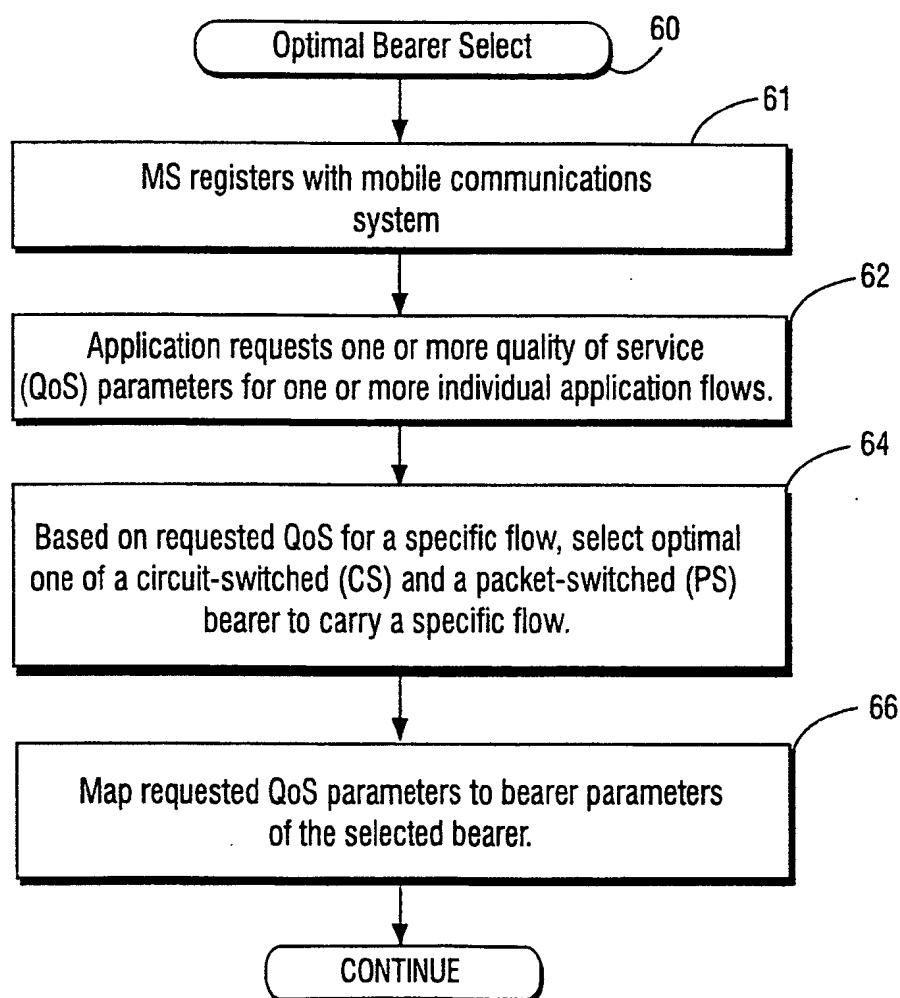 Optimal Bearer Select
60
61
MS registers with mobile communications
system
62
Application requests one or more quality of service
(QoS) parameters for one or more individual application flows.
64
Based on requested QoS for a specific flow, select optimal
one of a circuit-switched (CS) and a packet-switched (PS)
bearer to carry a specific flow.
66
Map requested QoS parameters to bearer parameters
of the selected bearer.
CONTINUE